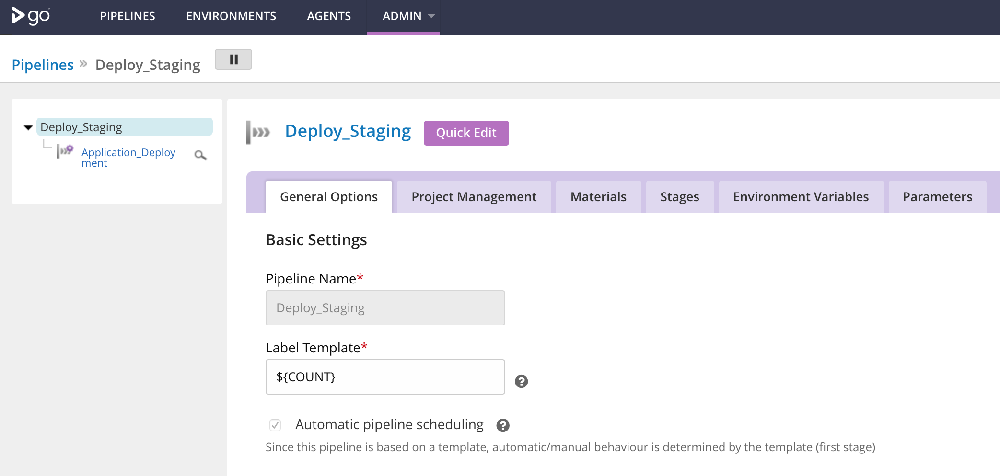 go
PIPELINES ENVIRONMENTS AGENTS ADMIN
Pipelines » Deploy_Staging
Deploy_Staging
Application_Deploy
ment
Deploy_Staging Quick Edit
General Options Project Management Materials Stages Environment Variables Parameters
Basic Settings
Pipeline Name*
Deploy_Staging
Label Template*
${COUNT}
Automatic pipeline scheduling
Since this pipeline is based on a template, automatic/manual behaviour is determined by the template (first stage)